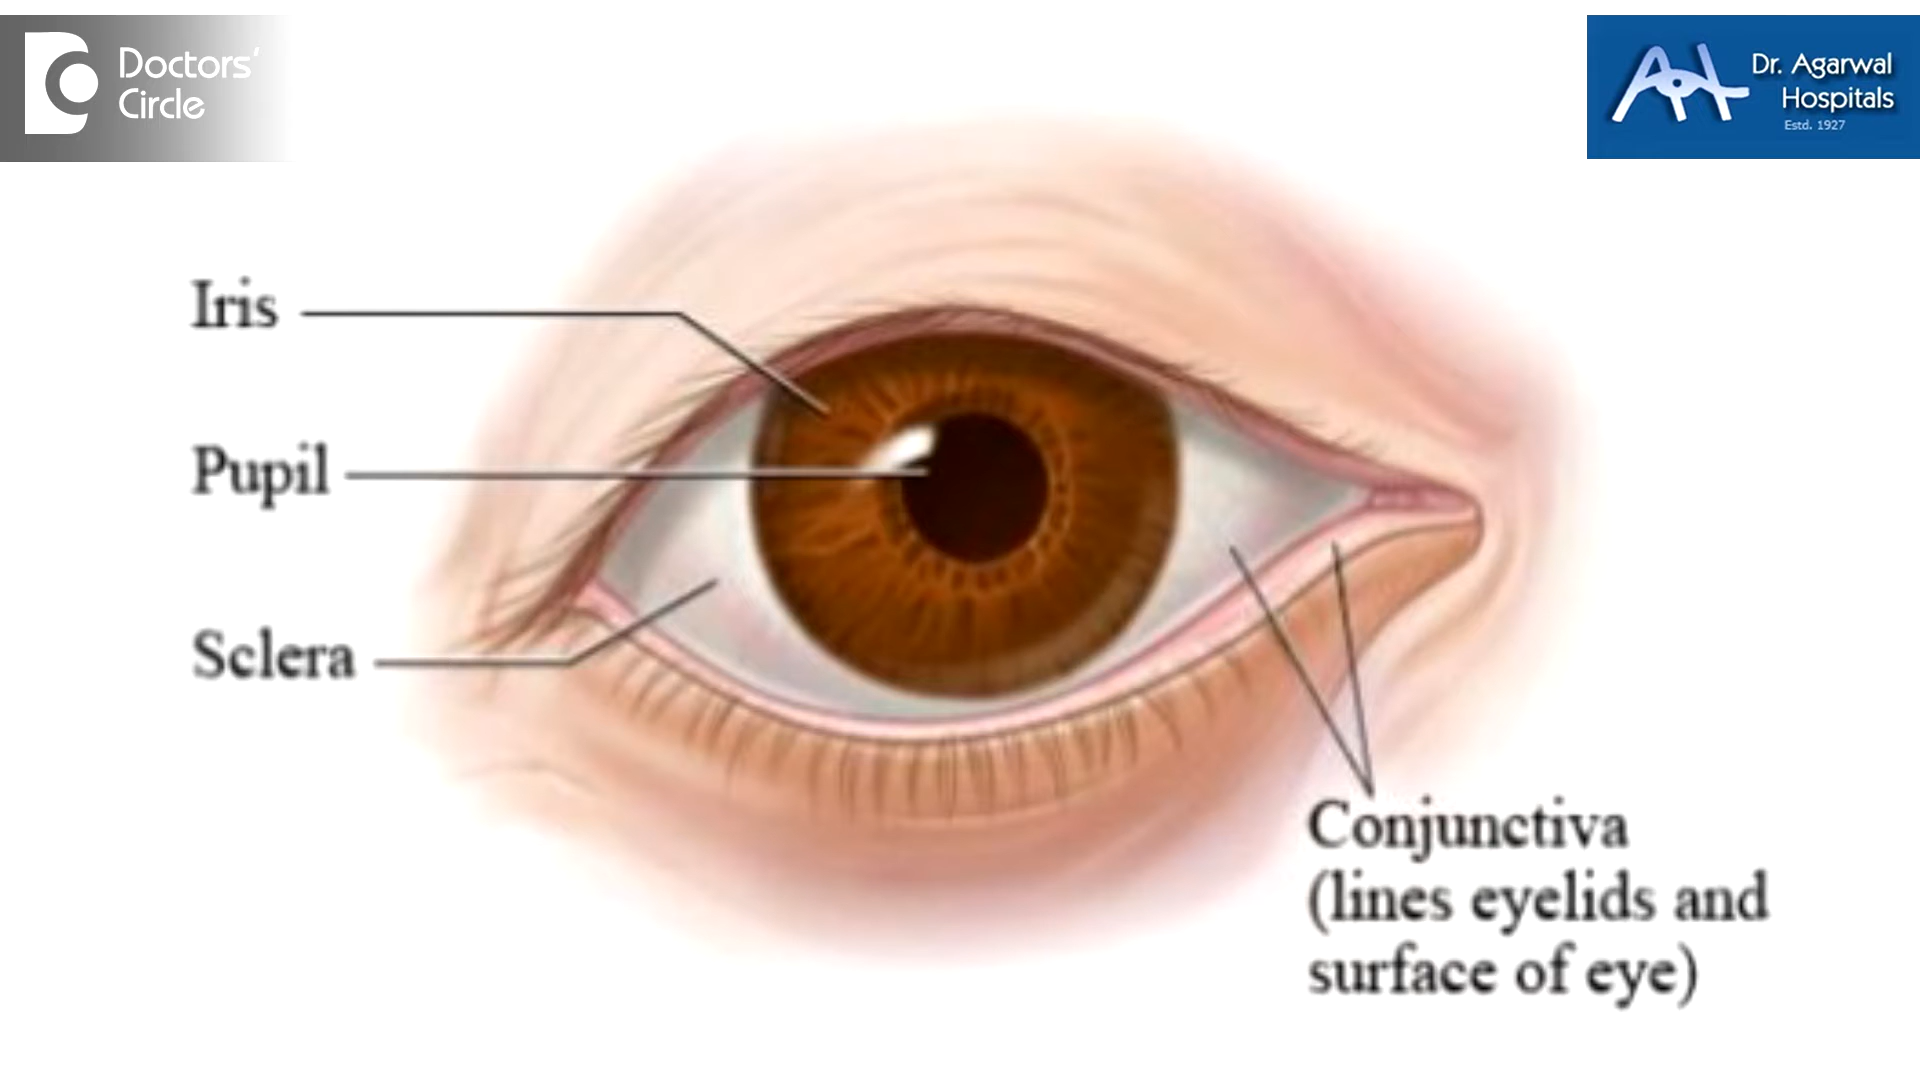 Doctors'
Circle
Dr. Agarwal
Hospitals
Estd. 1927
Iris
Pupil
Sclera
Conjunctiva
(lines eyelids and
surface of eye)